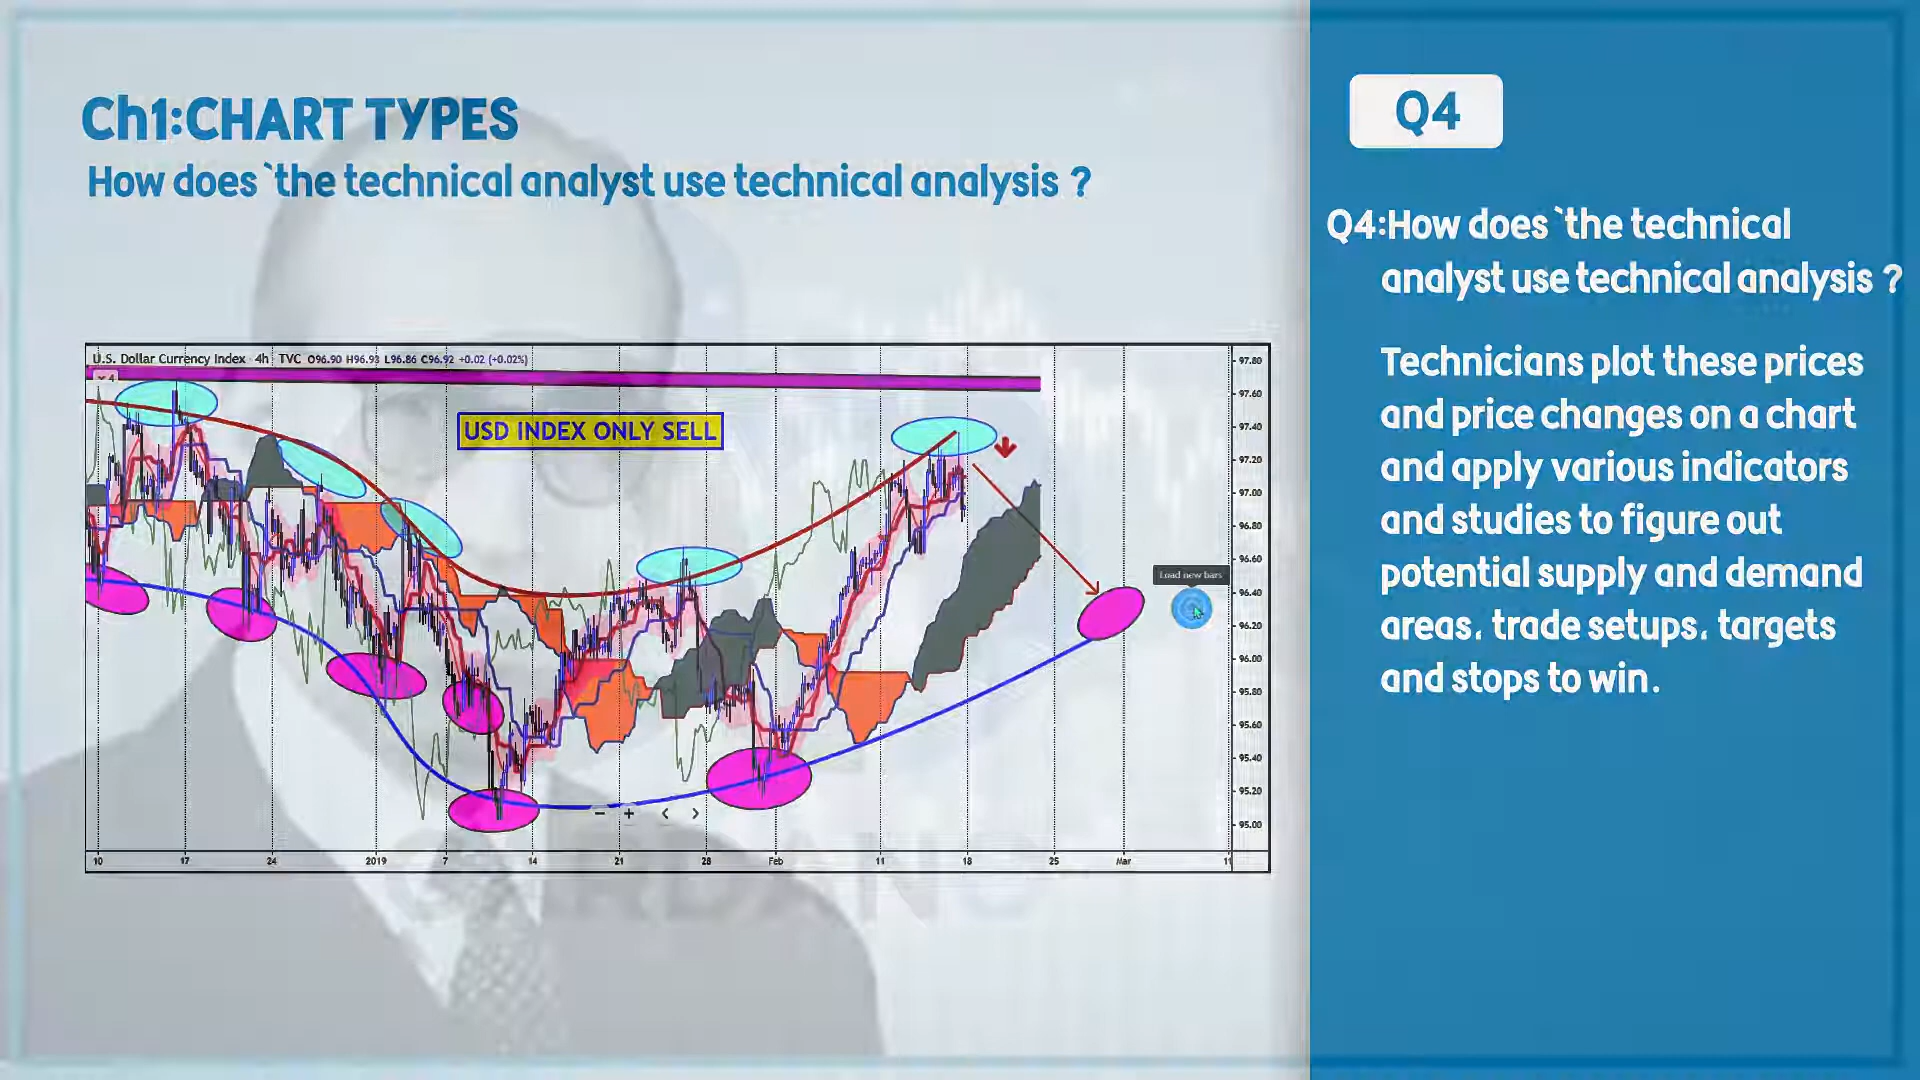 Ch1:CHART TYPES
How does `the technical analyst use technical analysis ?
U.S. Dollar Currency Index 4h TVC O96.90 H96.93 L96.86 C96.92 +0.02 (+0.02%)
USD INDEX ONLY SELL
Load new bars
97.80
97.60
97.40
97.20
97.00
96.80
96.60
96.40
96.20
96.00
95.80
95.60
95.40
95.20
95.00
− + < >
10 17 24 2019 7 14 21 28 Feb 11 18 25 Mar 11
Q4
Q4:How does `the technical
analyst use technical analysis ?
Technicians plot these prices
and price changes on a chart
and apply various indicators
and studies to figure out
potential supply and demand
areas, trade setups, targets
and stops to win.